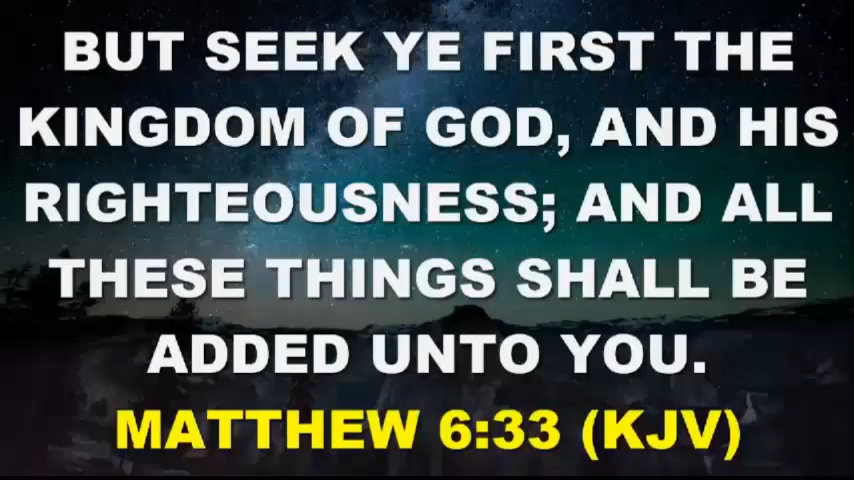 BUT SEEK YE FIRST THE
KINGDOM OF GOD, AND HIS
RIGHTEOUSNESS; AND ALL
THESE THINGS SHALL BE
ADDED UNTO YOU.
MATTHEW 6:33 (KJV)